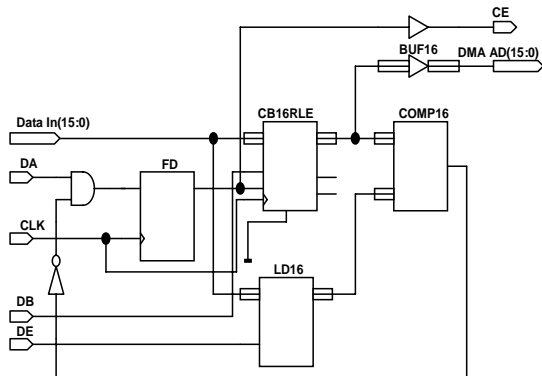 CE
BUF16
DMA AD(15:0)
Data In(15:0)
CB16RLE
COMP16
DA
FD
CLK
LD16
DB
DE